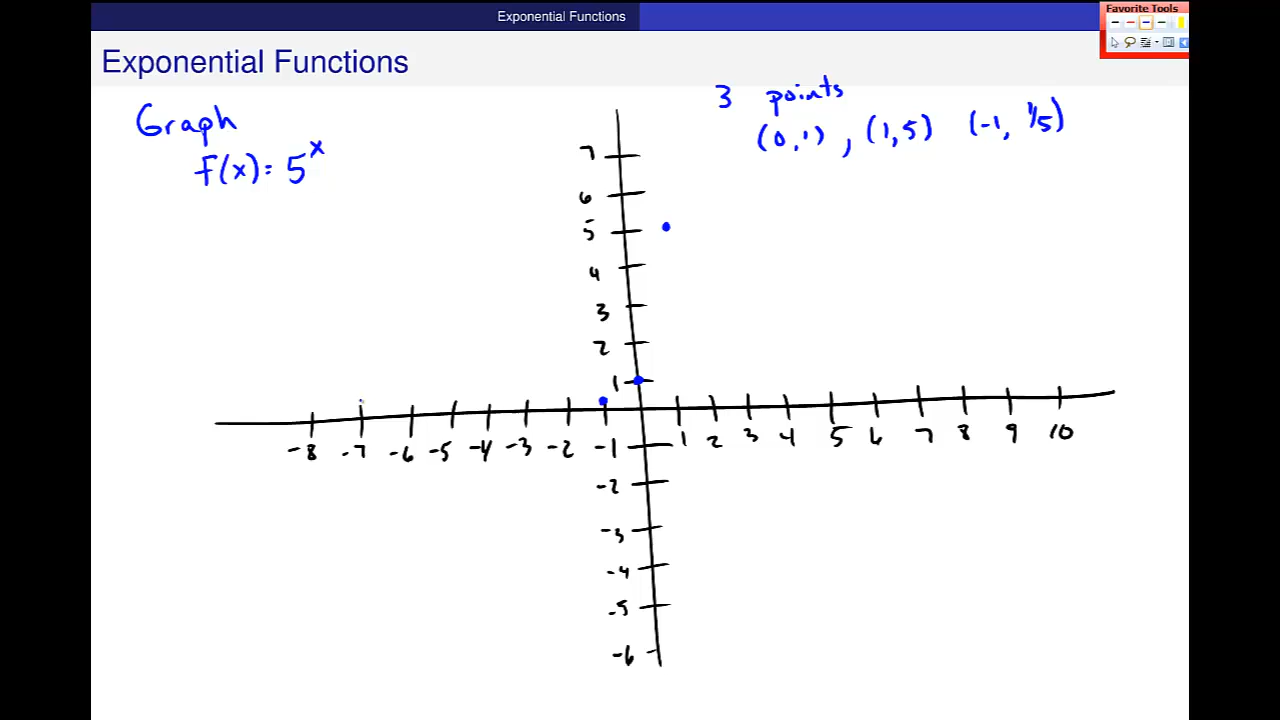 Exponential Functions
Favorite Tools
Exponential Functions
3 points
Graph
(0,1), (1,5) (-1, 1/5)
f(x)= 5^x
7
6
5
4
3
2
1
-8 -7 -6 -5 -4 -3 -2 -1 1 2 3 4 5 6 7 8 9 10
-2
-3
-4
-5
-6